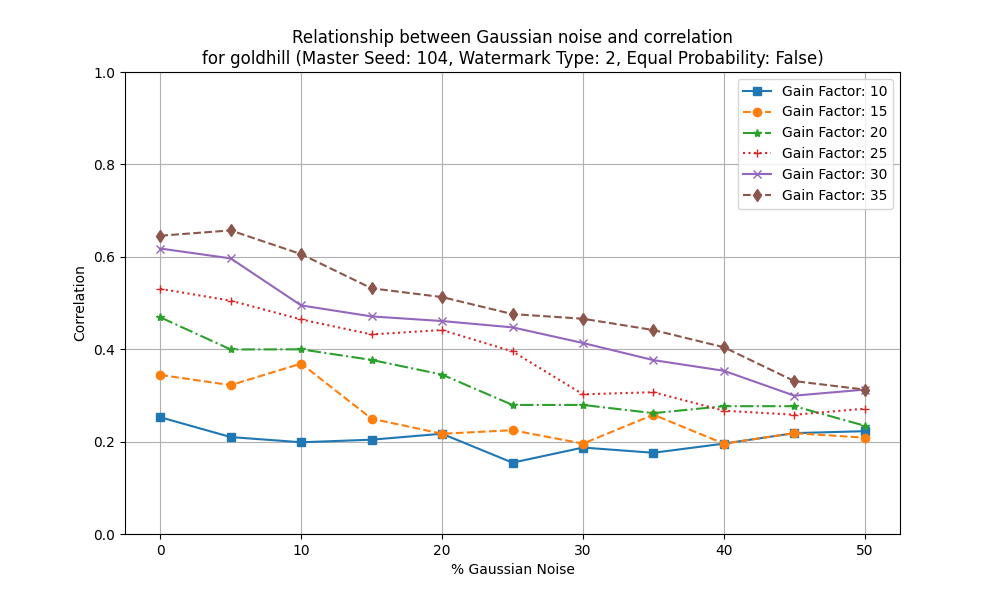 Relationship between Gaussian noise and correlation
for goldhill (Master Seed: 104, Watermark Type: 2, Equal Probability: False)
Correlation
1.0
0.8
0.6
0.4
0.2
0.0
Gain Factor: 10
Gain Factor: 15
Gain Factor: 20
Gain Factor: 25
Gain Factor: 30
Gain Factor: 35
0 10 20 30 40 50
% Gaussian Noise